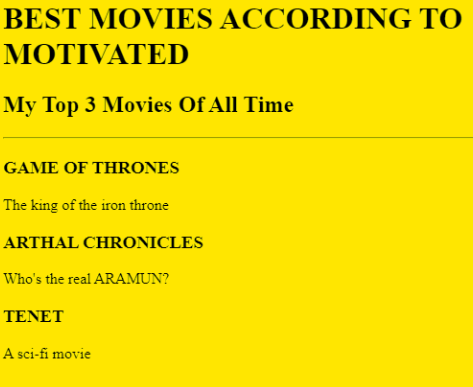 BEST MOVIES ACCORDING TO
MOTIVATED
My Top 3 Movies Of All Time
GAME OF THRONES
The king of the iron throne
ARTHAL CHRONICLES
Who's the real ARAMUN?
TENET
A sci-fi movie